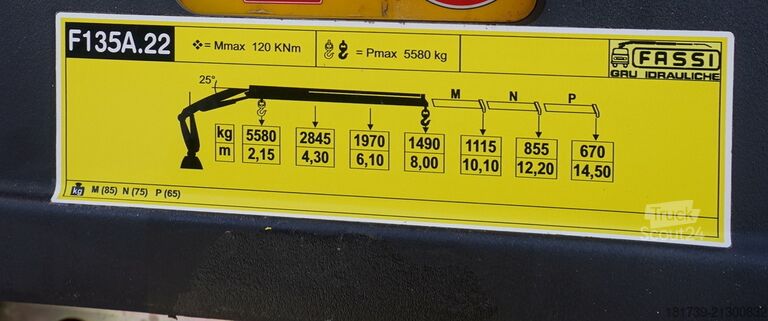 F135A.22
= Mmax 120 KNm
= Pmax 5580 kg
FASSI
GRU IDRAULICHE
25°
M N P
kg 5580 2845 1970 1490 1115 855 670
m 2,15 4,30 6,10 8,00 10,10 12,20 14,50
kg M (85) N (75) P (65)
Truck
Scout24
181739-21300832